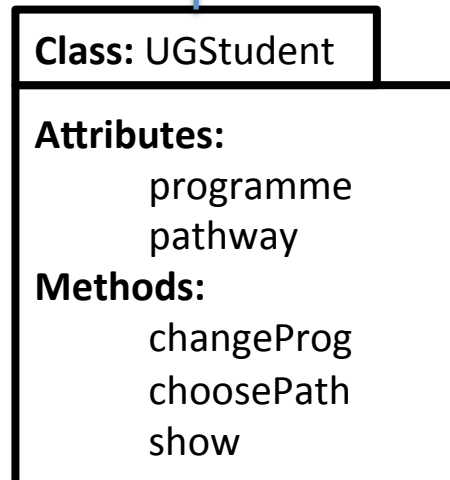 Class: UGStudent
Attributes:
programme
pathway
Methods:
changeProg
choosePath
show